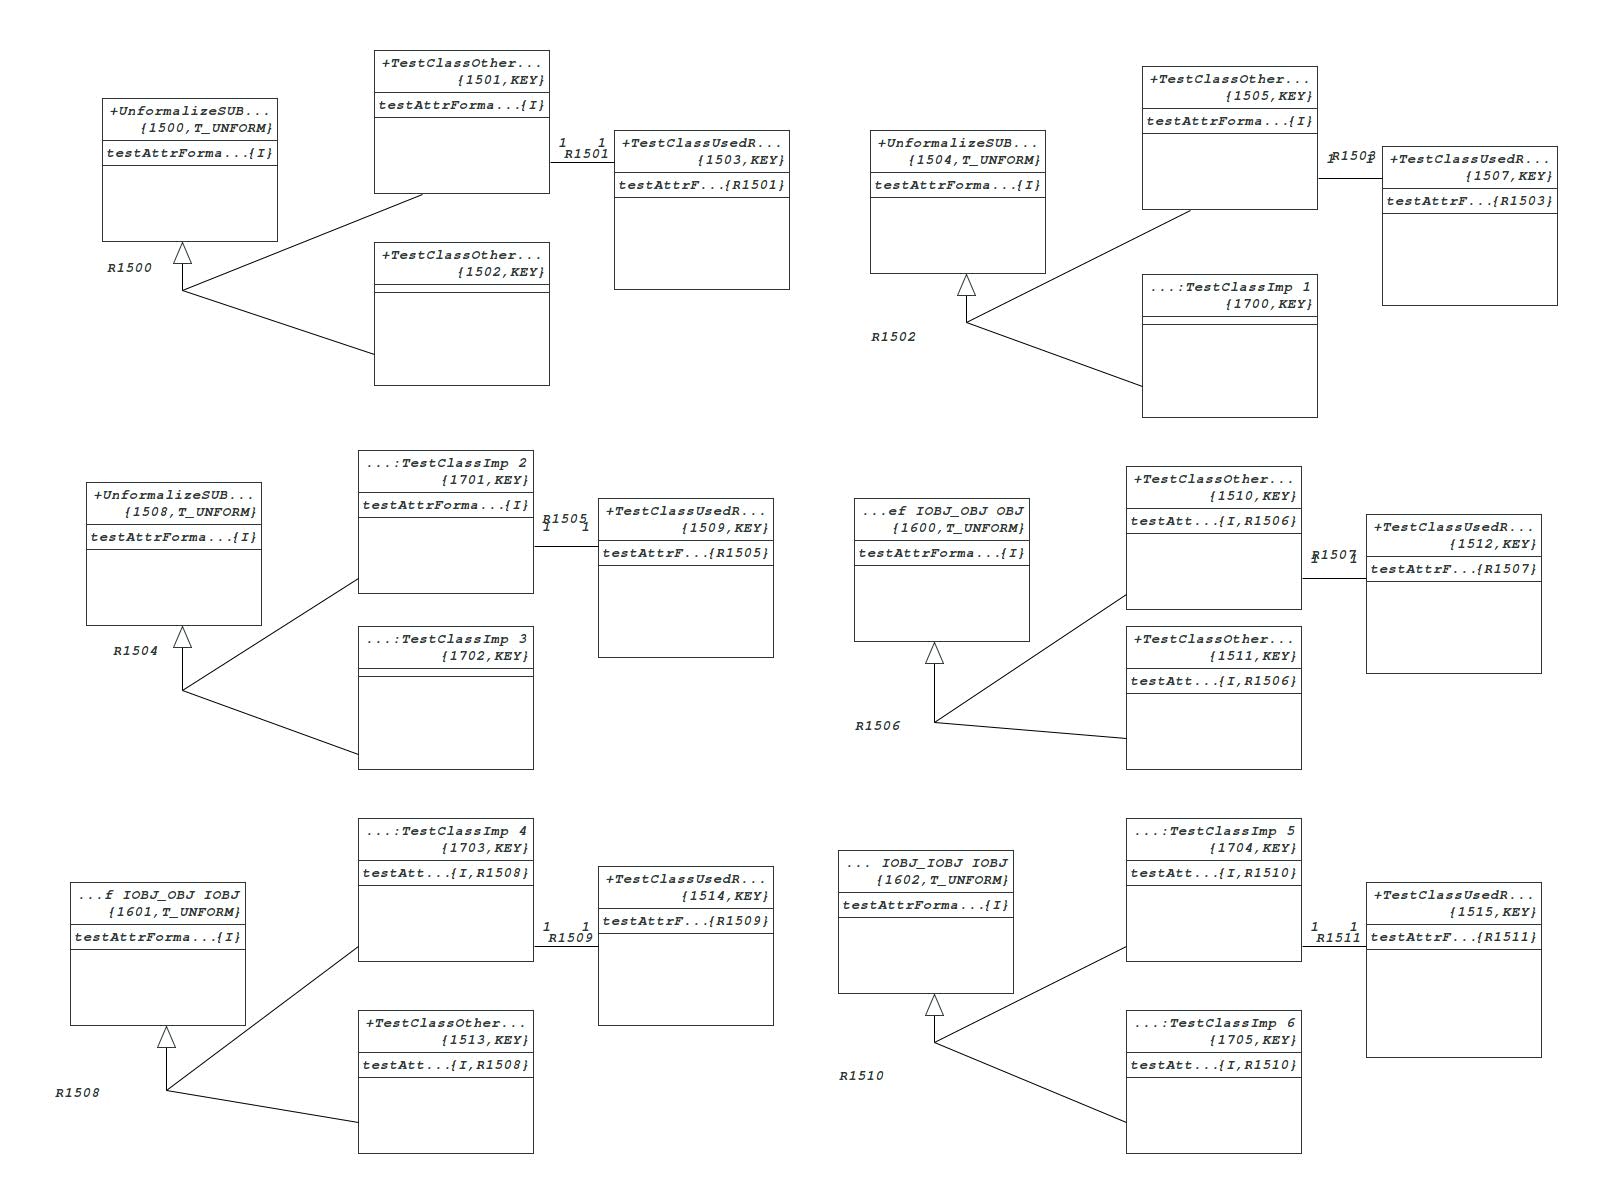 +TestClassOther...
{1501,KEY}
testAttrForma...{I}
+UnformalizeSUB...
{1500,T_UNFORM}
testAttrForma...{I}
1 1
R1501
+TestClassUsedR...
{1503,KEY}
testAttrF...{R1501}
R1500
+TestClassOther...
{1502,KEY}
+TestClassOther...
{1505,KEY}
testAttrForma...{I}
+UnformalizeSUB...
{1504,T_UNFORM}
testAttrForma...{I}
R1503
1 1
+TestClassUsedR...
{1507,KEY}
testAttrF...{R1503}
R1502
...:TestClassImp 1
{1700,KEY}
...:TestClassImp 2
{1701,KEY}
testAttrForma...{I}
+UnformalizeSUB...
{1508,T_UNFORM}
testAttrForma...{I}
R1505
1 1
+TestClassUsedR...
{1509,KEY}
testAttrF...{R1505}
R1504
...:TestClassImp 3
{1702,KEY}
+TestClassOther...
{1510,KEY}
testAtt...{I,R1506}
...ef IOBJ_OBJ OBJ
{1600,T_UNFORM}
testAttrForma...{I}
R1507
1 1
+TestClassUsedR...
{1512,KEY}
testAttrF...{R1507}
R1506
+TestClassOther...
{1511,KEY}
testAtt...{I,R1506}
...:TestClassImp 4
{1703,KEY}
testAtt...{I,R1508}
...f IOBJ_OBJ IOBJ
{1601,T_UNFORM}
testAttrForma...{I}
1 1
R1509
+TestClassUsedR...
{1514,KEY}
testAttrF...{R1509}
R1508
+TestClassOther...
{1513,KEY}
testAtt...{I,R1508}
...:TestClassImp 5
{1704,KEY}
testAtt...{I,R1510}
... IOBJ_IOBJ IOBJ
{1602,T_UNFORM}
testAttrForma...{I}
1 1
R1511
+TestClassUsedR...
{1515,KEY}
testAttrF...{R1511}
R1510
...:TestClassImp 6
{1705,KEY}
testAtt...{I,R1510}